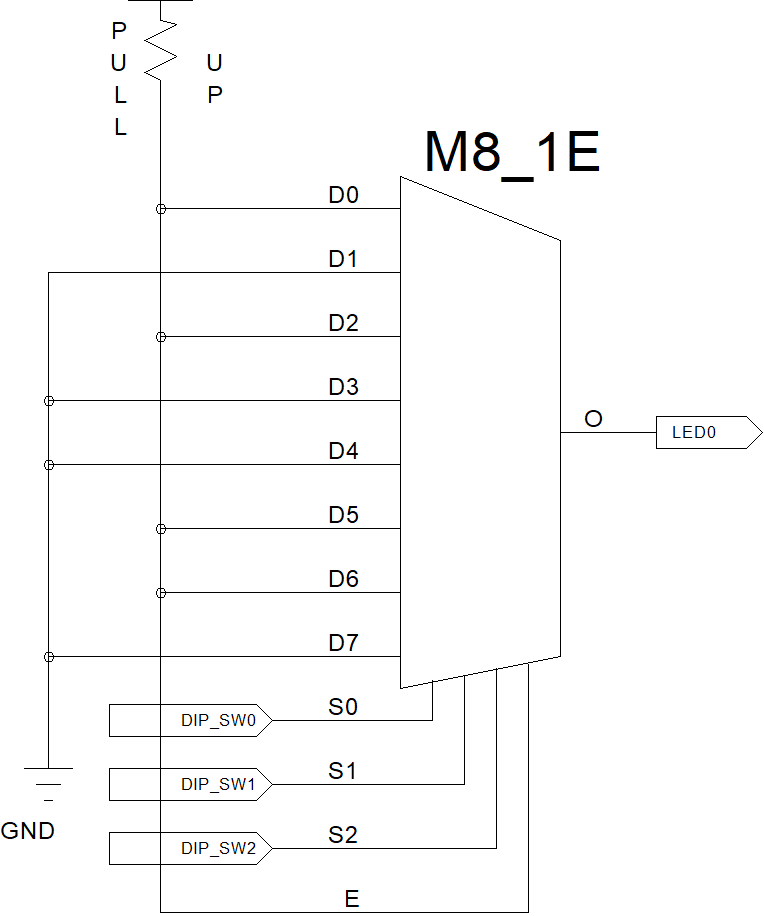 PULL UP
M8_1E
D0
D1
D2
D3
D4
D5
D6
D7
O
LED0
DIP_SW0
S0
DIP_SW1
S1
DIP_SW2
S2
GND
E